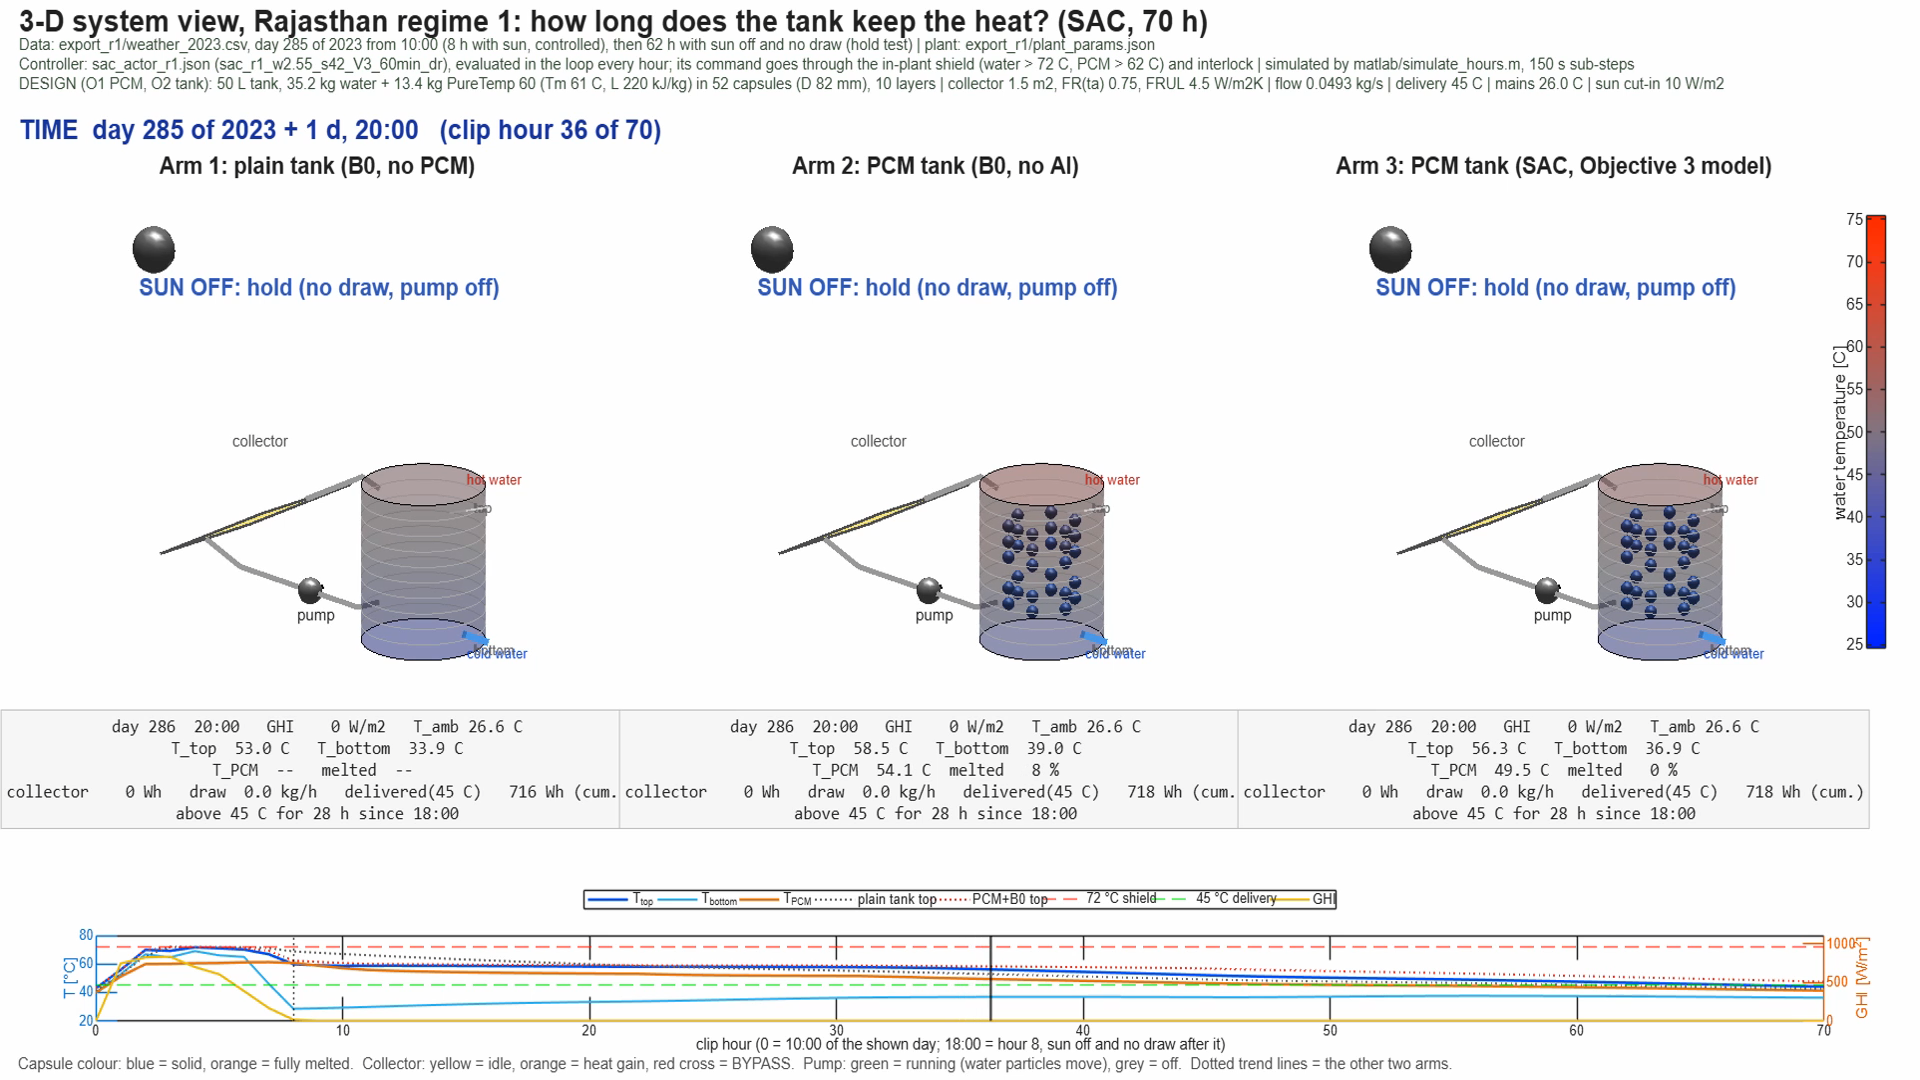 3-D system view, Rajasthan regime 1: how long does the tank keep the heat? (SAC, 70 h)
Data: export_r1/weather_2023.csv, day 285 of 2023 from 10:00 (8 h with sun, controlled), then 62 h with sun off and no draw (hold test) | plant: export_r1/plant_params.json
Controller: sac_actor_r1.json (sac_r1_w2.55_s42_V3_60min_dr), evaluated in the loop every hour; its command goes through the in-plant shield (water > 72 C, PCM > 62 C) and interlock | simulated by matlab/simulate_hours.m, 150 s sub-steps
DESIGN (O1 PCM, O2 tank): 50 L tank, 35.2 kg water + 13.4 kg PureTemp 60 (Tm 61 C, L 220 kJ/kg) in 52 capsules (D 82 mm), 10 layers | collector 1.5 m2, FR(ta) 0.75, FRUL 4.5 W/m2K | flow 0.0493 kg/s | delivery 45 C | mains 26.0 C | sun cut-in 10 W/m2
TIME day 285 of 2023 + 1 d, 20:00 (clip hour 36 of 70)
Arm 1: plain tank (B0, no PCM)
SUN OFF: hold (no draw, pump off)
collector
hot water
top
pump
bottom
cold water
Arm 2: PCM tank (B0, no AI)
SUN OFF: hold (no draw, pump off)
collector
hot water
top
pump
bottom
cold water
Arm 3: PCM tank (SAC, Objective 3 model)
SUN OFF: hold (no draw, pump off)
collector
hot water
top
pump
bottom
cold water
75
70
65
60
55
50
45
40
35
30
25
water temperature [C]
day 286 20:00 GHI 0 W/m2 T_amb 26.6 C
T_top 53.0 C T_bottom 33.9 C
T_PCM -- melted --
collector 0 Wh draw 0.0 kg/h delivered(45 C) 716 Wh (cum.
above 45 C for 28 h since 18:00
day 286 20:00 GHI 0 W/m2 T_amb 26.6 C
T_top 58.5 C T_bottom 39.0 C
T_PCM 54.1 C melted 8 %
collector 0 Wh draw 0.0 kg/h delivered(45 C) 718 Wh (cum.
above 45 C for 28 h since 18:00
day 286 20:00 GHI 0 W/m2 T_amb 26.6 C
T_top 56.3 C T_bottom 36.9 C
T_PCM 49.5 C melted 0 %
collector 0 Wh draw 0.0 kg/h delivered(45 C) 718 Wh (cum.)
above 45 C for 28 h since 18:00
T_top T_bottom T_PCM plain tank top PCM+B0 top 72 °C shield 45 °C delivery GHI
80
60
40
20
T [°C]
1000
500
0
GHI [W/m²]
0 10 20 30 40 50 60 70
clip hour (0 = 10:00 of the shown day; 18:00 = hour 8, sun off and no draw after it)
Capsule colour: blue = solid, orange = fully melted. Collector: yellow = idle, orange = heat gain, red cross = BYPASS. Pump: green = running (water particles move), grey = off. Dotted trend lines = the other two arms.